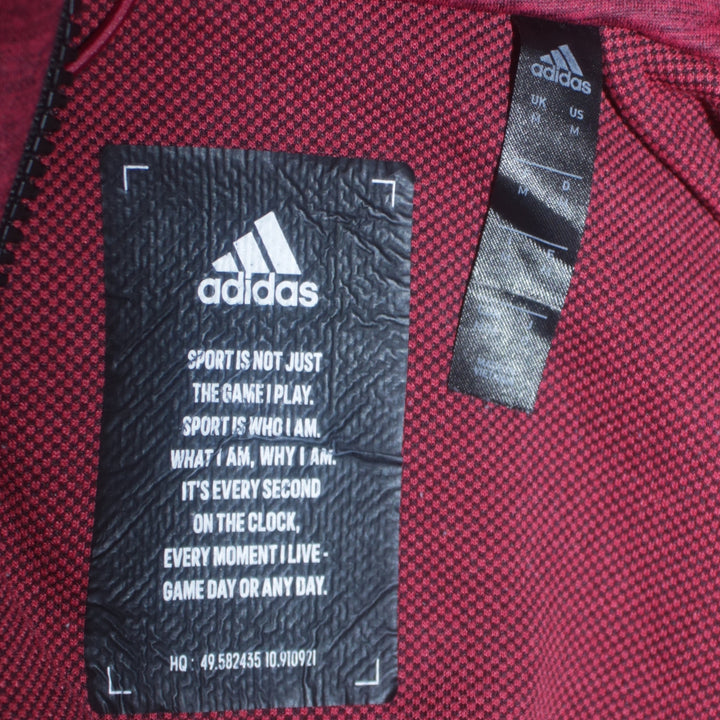 adidas
SPORT IS NOT JUST
THE GAME I PLAY.
SPORT IS WHO I AM.
WHAT I AM, WHY I AM.
IT'S EVERY SECOND
ON THE CLOCK,
EVERY MOMENT I LIVE -
GAME DAY OR ANY DAY.
HQ : 49.582435 10.910921
adidas
UK US
M M
D
M